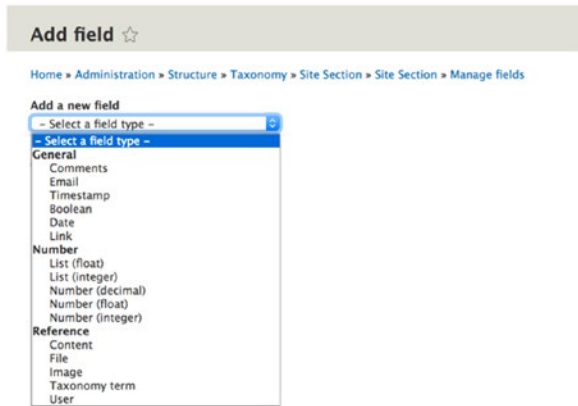 Add field
Home » Administration » Structure » Taxonomy » Site Section » Site Section » Manage fields
Add a new field
- Select a field type -
- Select a field type -
General
Comments
Email
Timestamp
Boolean
Date
Link
Number
List (float)
List (integer)
Number (decimal)
Number (float)
Number (integer)
Reference
Content
File
Image
Taxonomy term
User